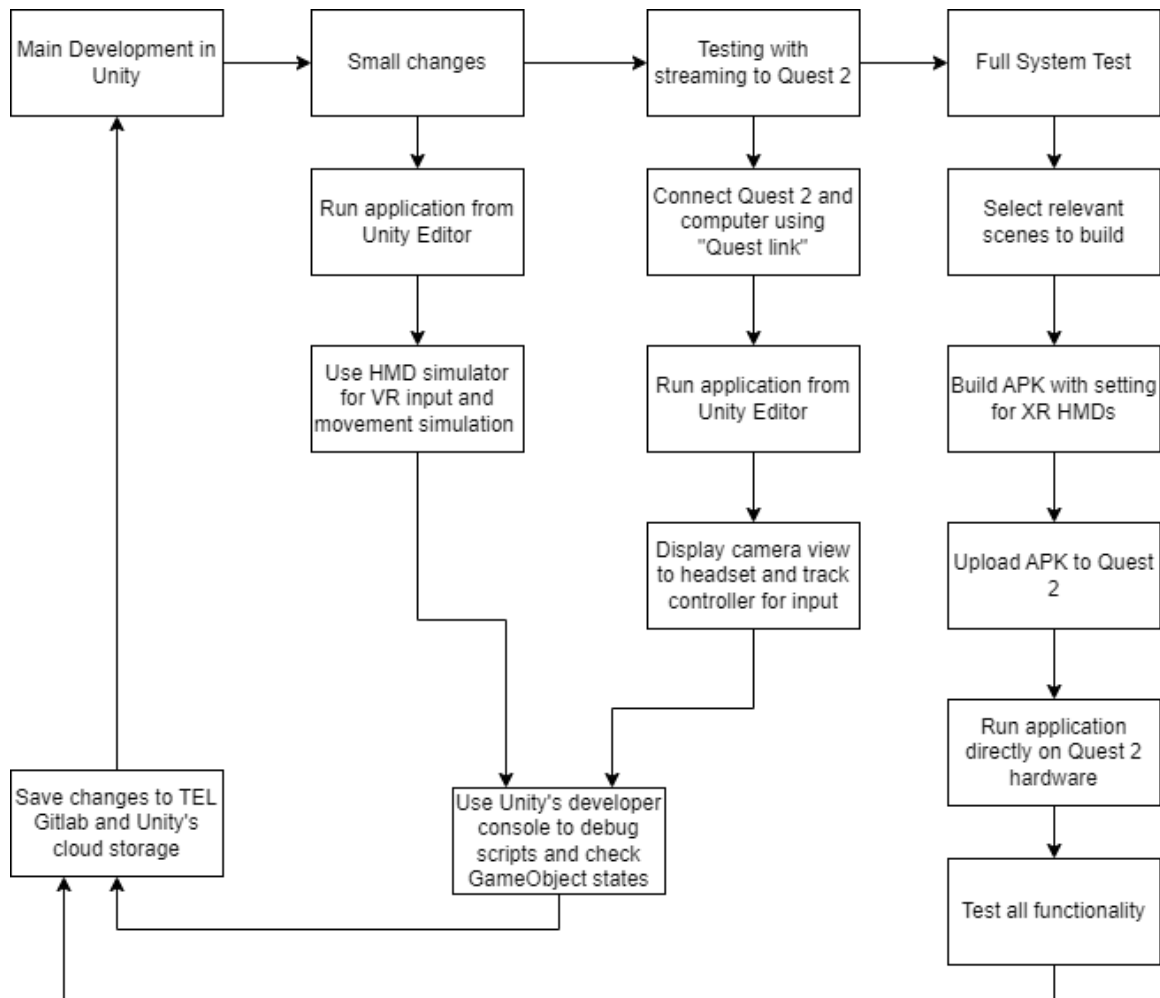 Main Development in
Unity
Small changes
Testing with
streaming to Quest 2
Full System Test
Run application from
Unity Editor
Connect Quest 2 and
computer using
"Quest link"
Select relevant
scenes to build
Use HMD simulator
for VR input and
movement simulation
Run application from
Unity Editor
Build APK with setting
for XR HMDs
Display camera view
to headset and track
controller for input
Upload APK to Quest
2
Run application
directly on Quest 2
hardware
Save changes to TEL
Gitlab and Unity's
cloud storage
Use Unity's developer
console to debug
scripts and check
GameObject states
Test all functionality